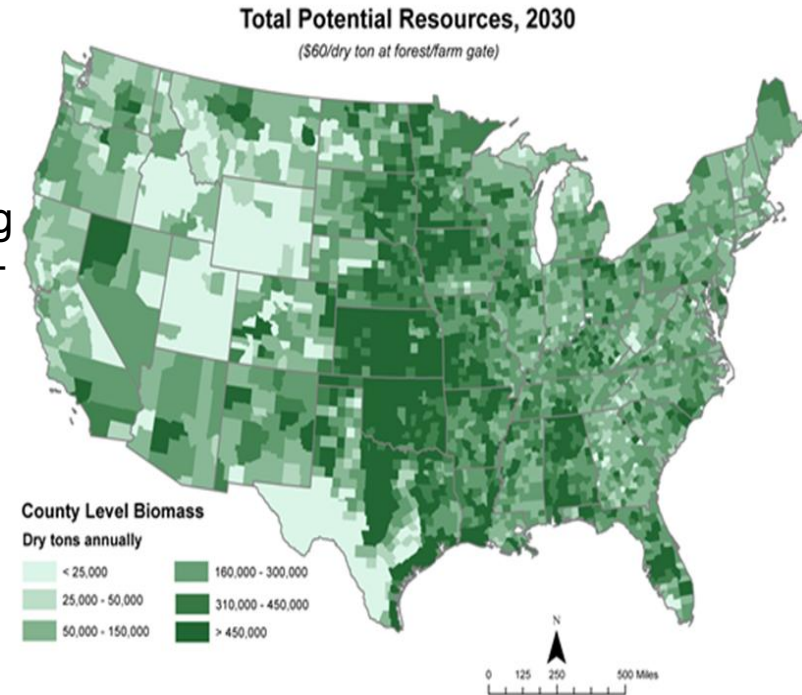 Total Potential Resources, 2030
($60/dry ton at forest/farm gate)
g
-
County Level Biomass
Dry tons annually
< 25,000
160,000 - 300,000
25,000 - 50,000
310,000 - 450,000
50,000 - 150,000
> 450,000
N
0 125 250 500 Miles